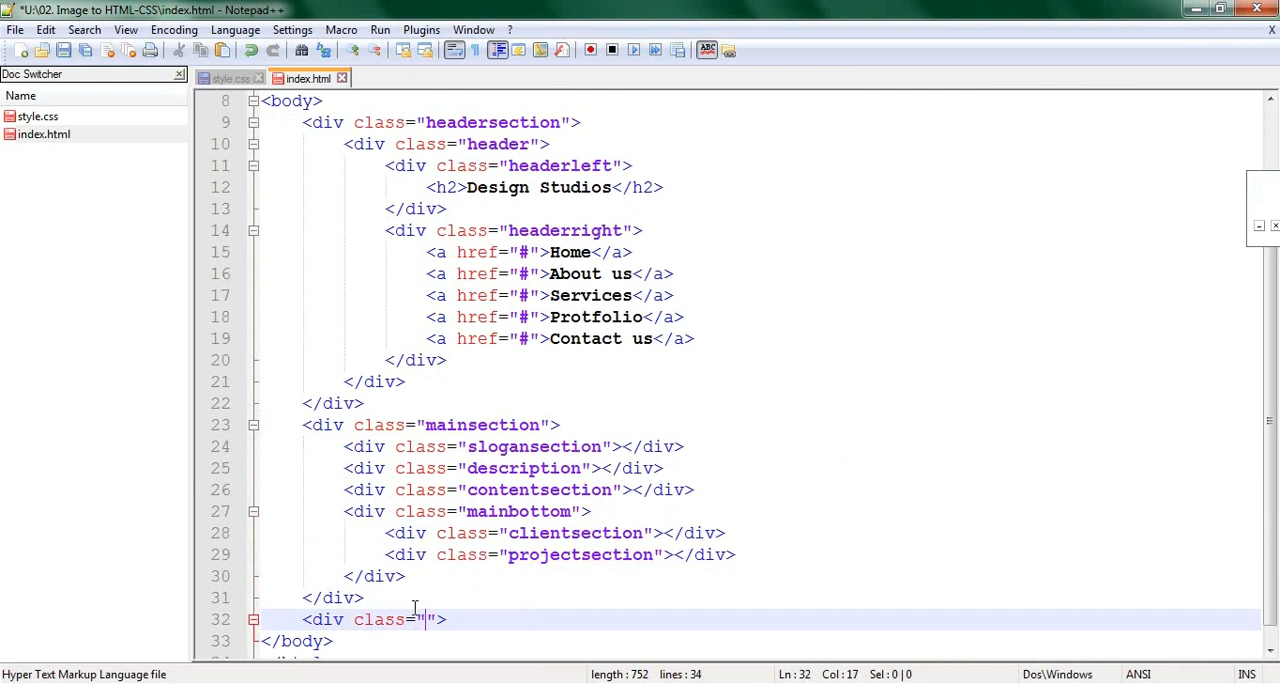 *U:\02. Image to HTML-CSS\index.html - Notepad++
File Edit Search View Encoding Language Settings Macro Run Plugins Window ? X
ABC
Doc Switcher
style.css index.html
Name
style.css
index.html
8 <body>
9 <div class="headersection">
10 <div class="header">
11 <div class="headerleft">
12 <h2>Design Studios</h2>
13 </div>
14 <div class="headerright">
15 <a href="#">Home</a>
16 <a href="#">About us</a>
17 <a href="#">Services</a>
18 <a href="#">Protfolio</a>
19 <a href="#">Contact us</a>
20 </div>
21 </div>
22 </div>
23 <div class="mainsection">
24 <div class="slogansection"></div>
25 <div class="description"></div>
26 <div class="contentsection"></div>
27 <div class="mainbottom">
28 <div class="clientsection"></div>
29 <div class="projectsection"></div>
30 </div>
31 </div>
32 <div class="">
33 </body>
Hyper Text Markup Language file length : 752 lines : 34 Ln : 32 Col : 17 Sel : 0 | 0 Dos\Windows ANSI INS